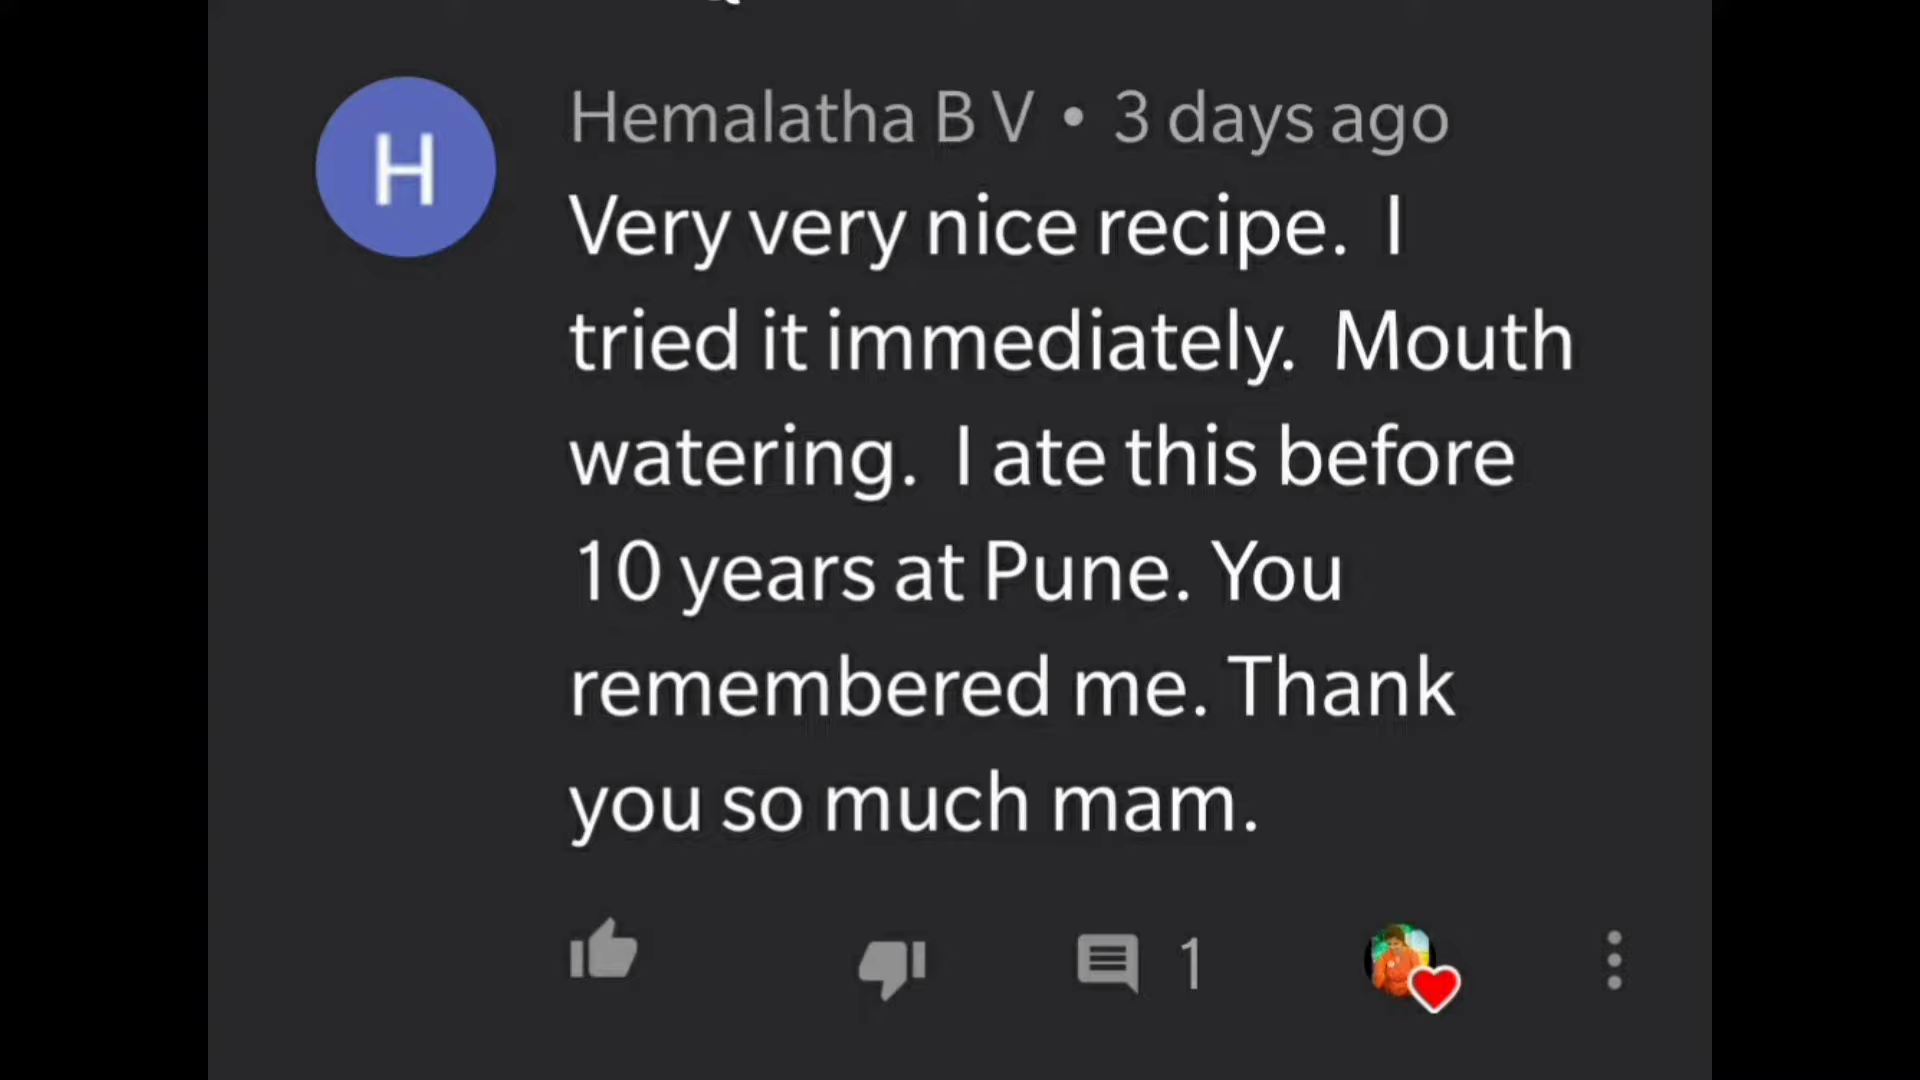 Hemalatha B V • 3 days ago
H
Very very nice recipe. I
tried it immediately. Mouth
watering. I ate this before
10 years at Pune. You
remembered me. Thank
you so much mam.
1